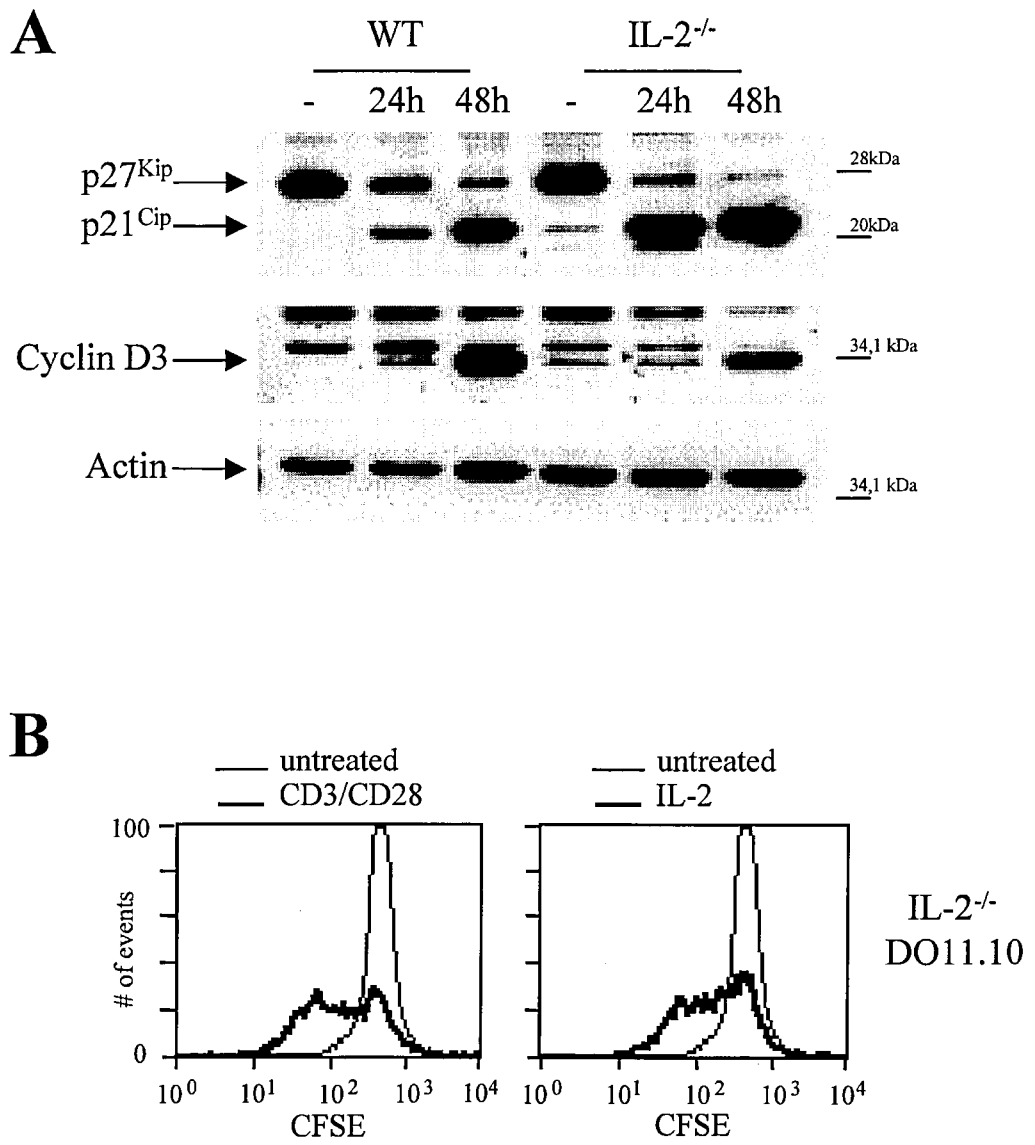 A
WT IL-2-/-
- 24h 48h - 24h 48h
p27Kip 28kDa
p21Cip 20kDa
Cyclin D3 34,1 kDa
Actin
34,1 kDa
B
untreated untreated
CD3/CD28 IL-2
100
# of events
0
10^0 10^1 10^2 10^3 10^4 10^0 10^1 10^2 10^3 10^4
CFSE CFSE
IL-2-/-
DO11.10